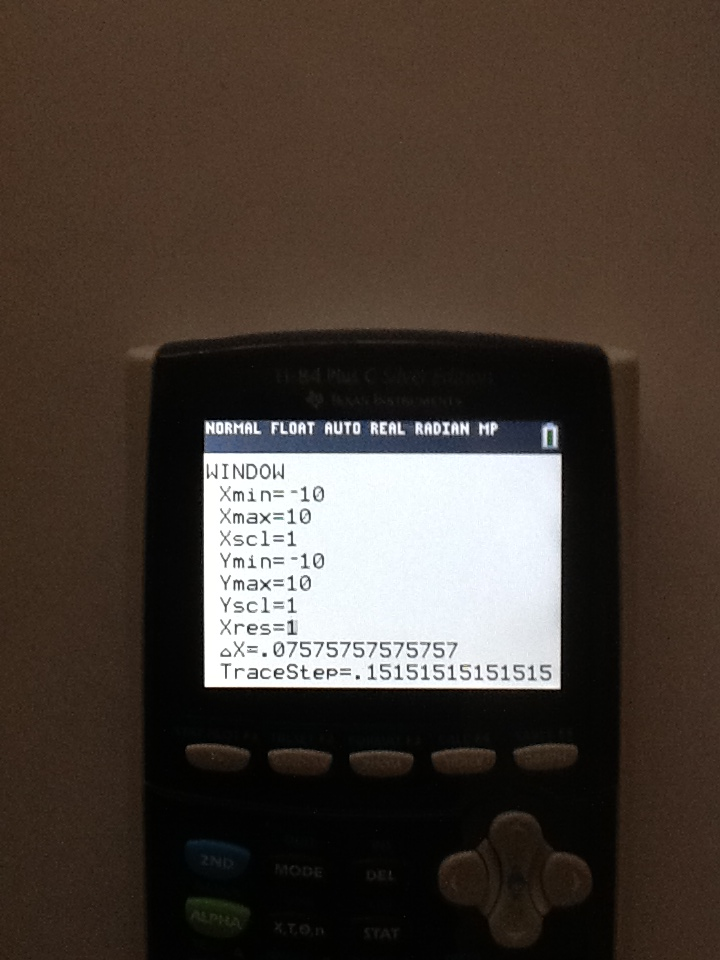 TI-84 Plus C Silver Edition
TEXAS INSTRUMENTS
NORMAL FLOAT AUTO REAL RADIAN MP
WINDOW
Xmin=-10
Xmax=10
Xscl=1
Ymin=-10
Ymax=10
Yscl=1
Xres=1
△X=.07575757575757
TraceStep=.15151515151515
2ND
MODE
DEL
ALPHA
X,T,Θ,n
STAT